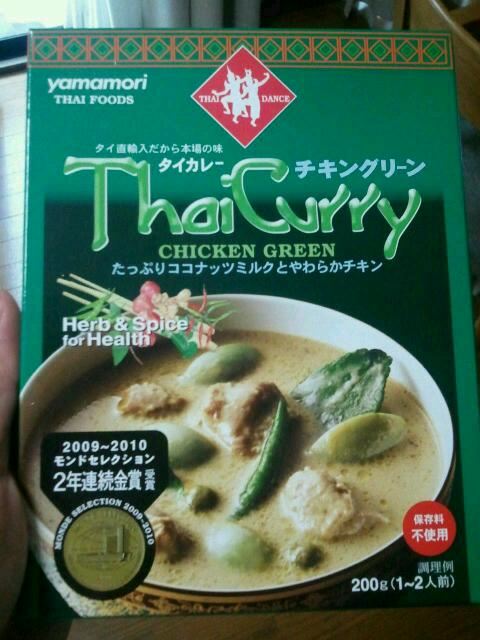 yamamori
THAI FOODS
THAI DANCE
タイ直輸入だから本場の味
タイカレー
チキングリーン
Thai Curry
CHICKEN GREEN
たっぷりココナッツミルクとやわらかチキン
Herb & Spice
for Health
2009~2010
モンドセレクション
2年連続金賞受賞
MONDE SELECTION 2009-2010
保存料
不使用
調理例
200g(1~2人前)